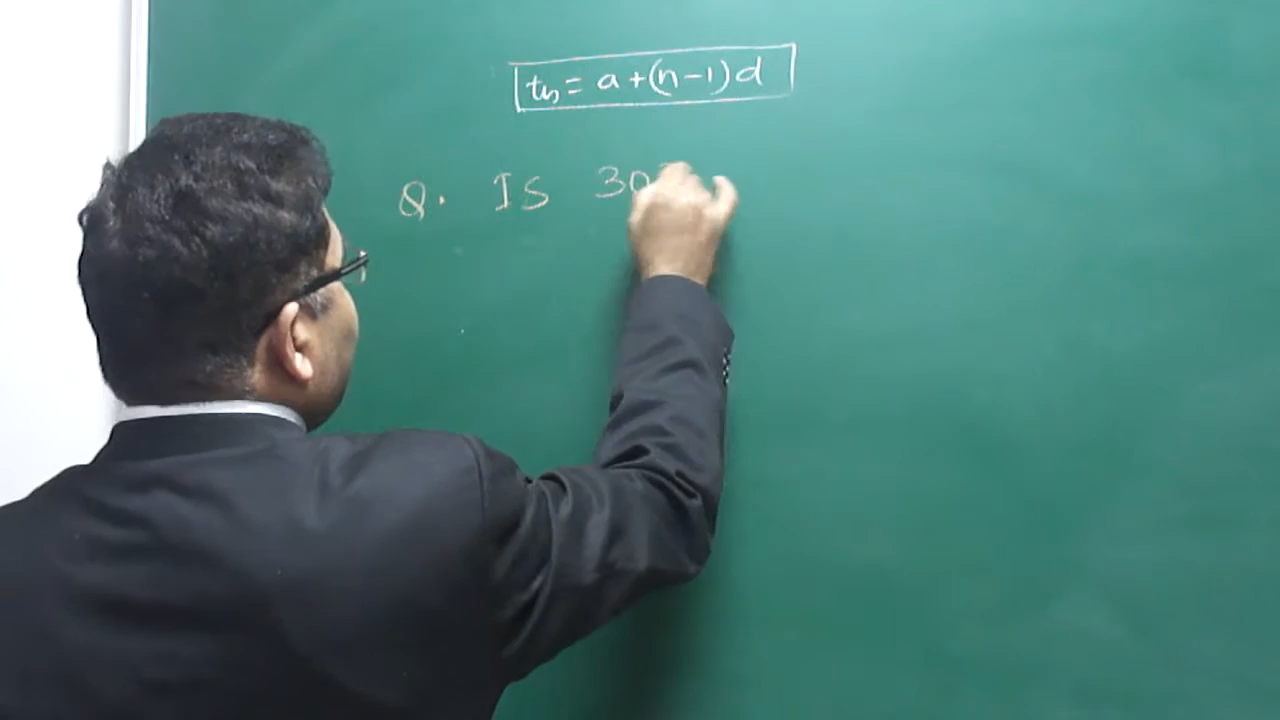 tn = a+(n-1)d
Q. Is 30